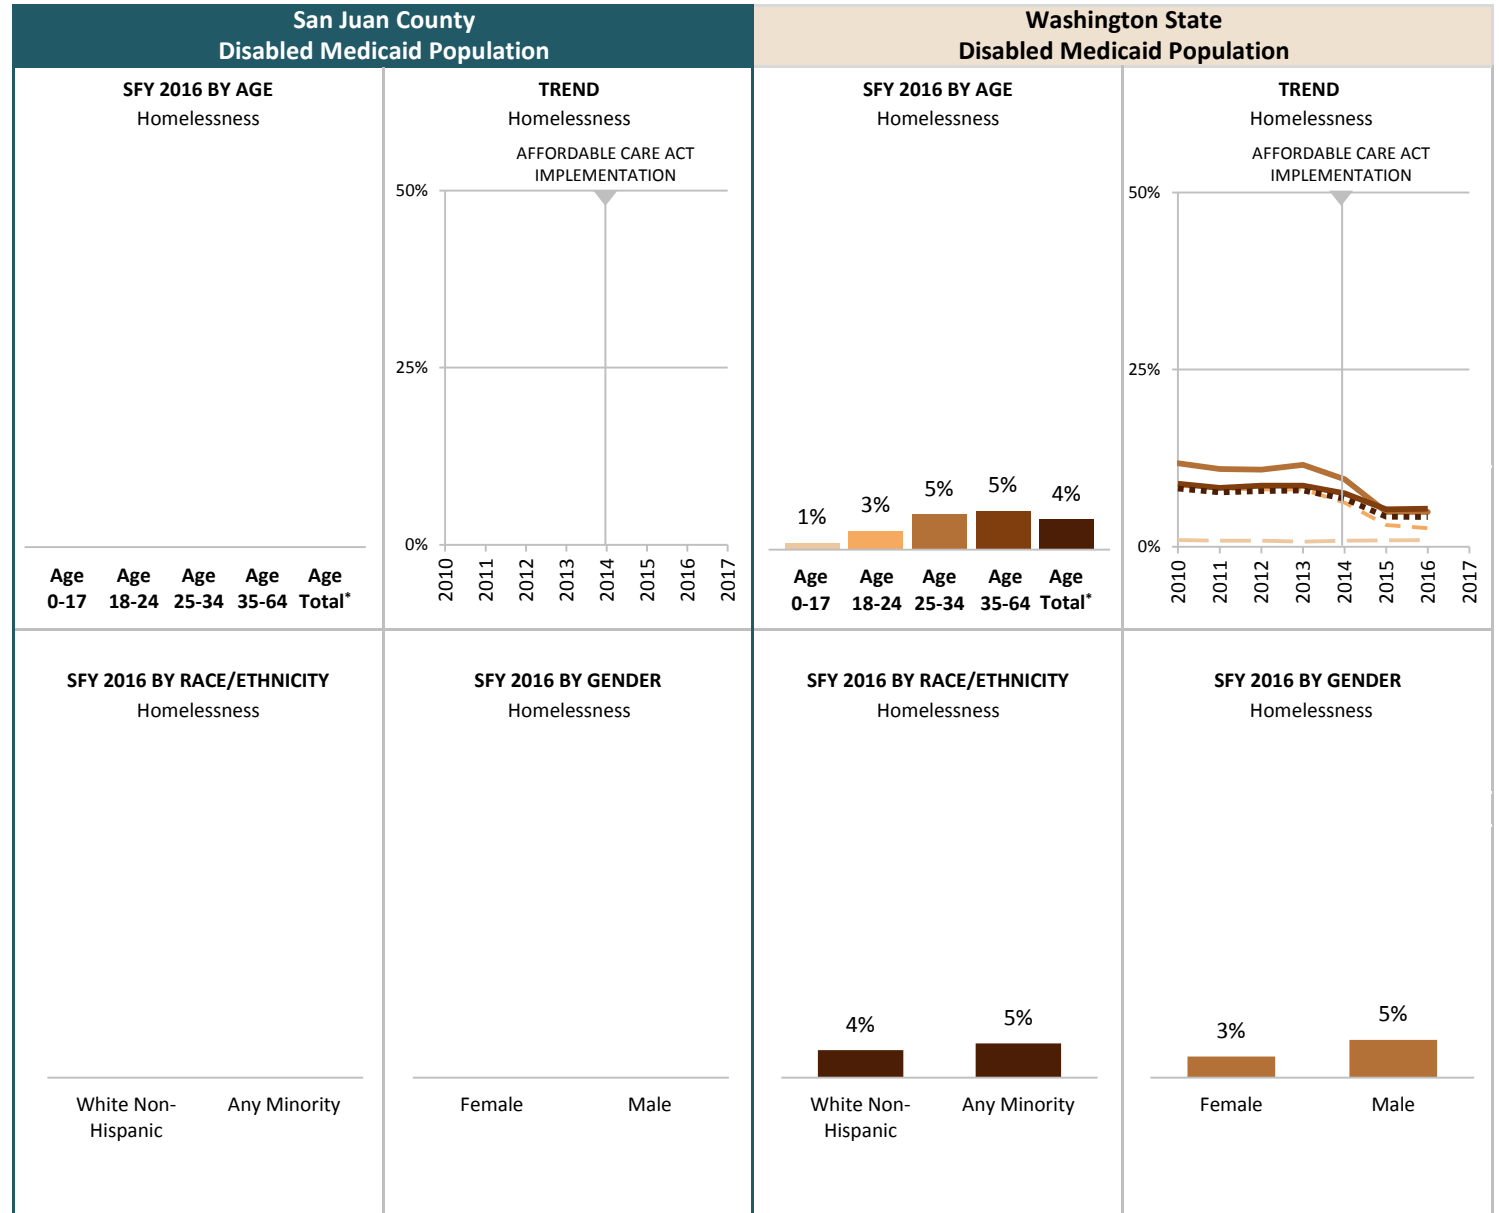 San Juan County
Disabled Medicaid Population
Washington State
Disabled Medicaid Population
SFY 2016 BY AGE
Homelessness
Age 0-17
Age 18-24
Age 25-34
Age 35-64
Age Total*
TREND
Homelessness
AFFORDABLE CARE ACT
IMPLEMENTATION
50%
25%
0%
2010
2011
2012
2013
2014
2015
2016
2017
SFY 2016 BY AGE
Homelessness
1%
3%
5%
5%
4%
Age 0-17
Age 18-24
Age 25-34
Age 35-64
Age Total*
TREND
Homelessness
AFFORDABLE CARE ACT
IMPLEMENTATION
50%
25%
0%
2010
2011
2012
2013
2014
2015
2016
2017
SFY 2016 BY RACE/ETHNICITY
Homelessness
White Non-
Hispanic
Any Minority
SFY 2016 BY GENDER
Homelessness
Female
Male
SFY 2016 BY RACE/ETHNICITY
Homelessness
4%
5%
White Non-
Hispanic
Any Minority
SFY 2016 BY GENDER
Homelessness
3%
5%
Female
Male